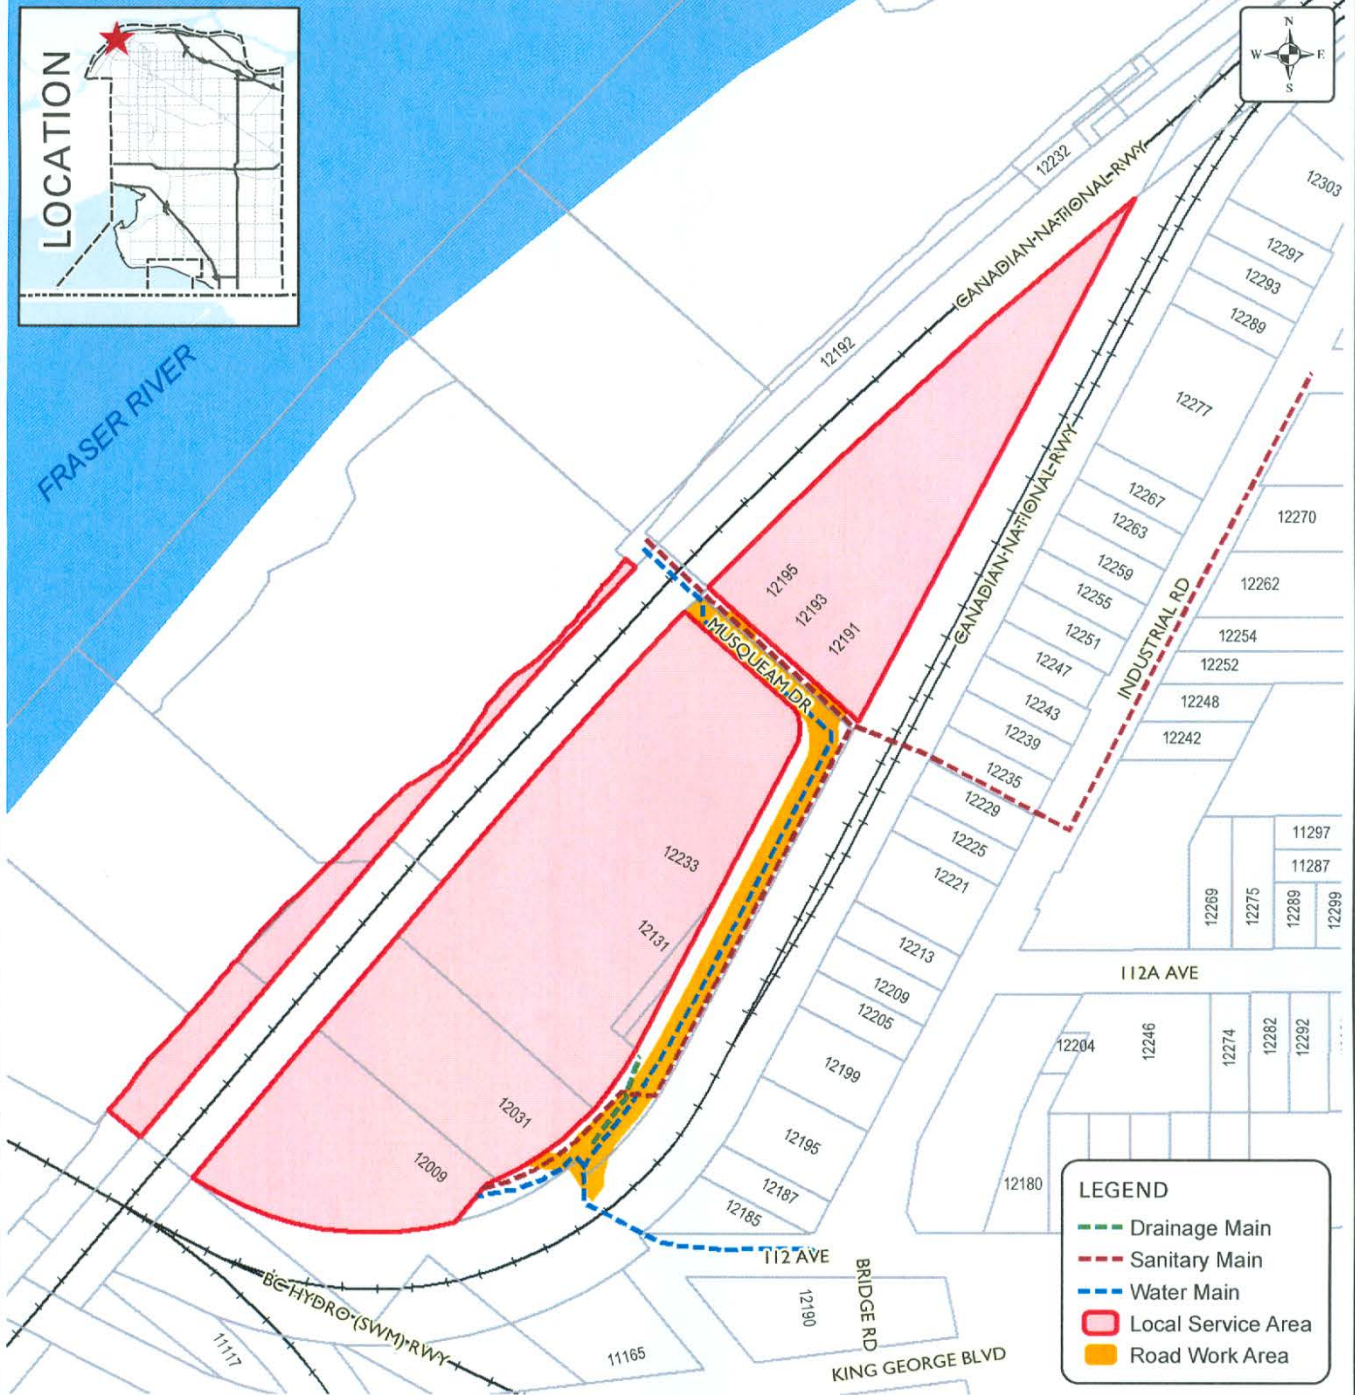 LOCATION
N
W
E
S
FRASER RIVER
12232
CANADIAN NATIONAL RWY
12303
12297
12293
12289
12192
12277
CANADIAN NATIONAL RWY
12267
12263
12270
12259
12255
12262
12195
12193
12191
12251
12254
12247
12252
INDUSTRIAL RD
MUSQUEAM DR
12243
12248
12239
12242
12235
12229
12225
11297
12233
12221
11287
12269
12275
12289
12299
12131
12213
112A AVE
12209
12205
12204
12246
12274
12282
12292
12199
12031
12195
12009
12187
12180
12185
112 AVE
BC HYDRO (SWM) RWY
BRIDGE RD
12190
11117
11165
KING GEORGE BLVD
LEGEND
Drainage Main
Sanitary Main
Water Main
Local Service Area
Road Work Area